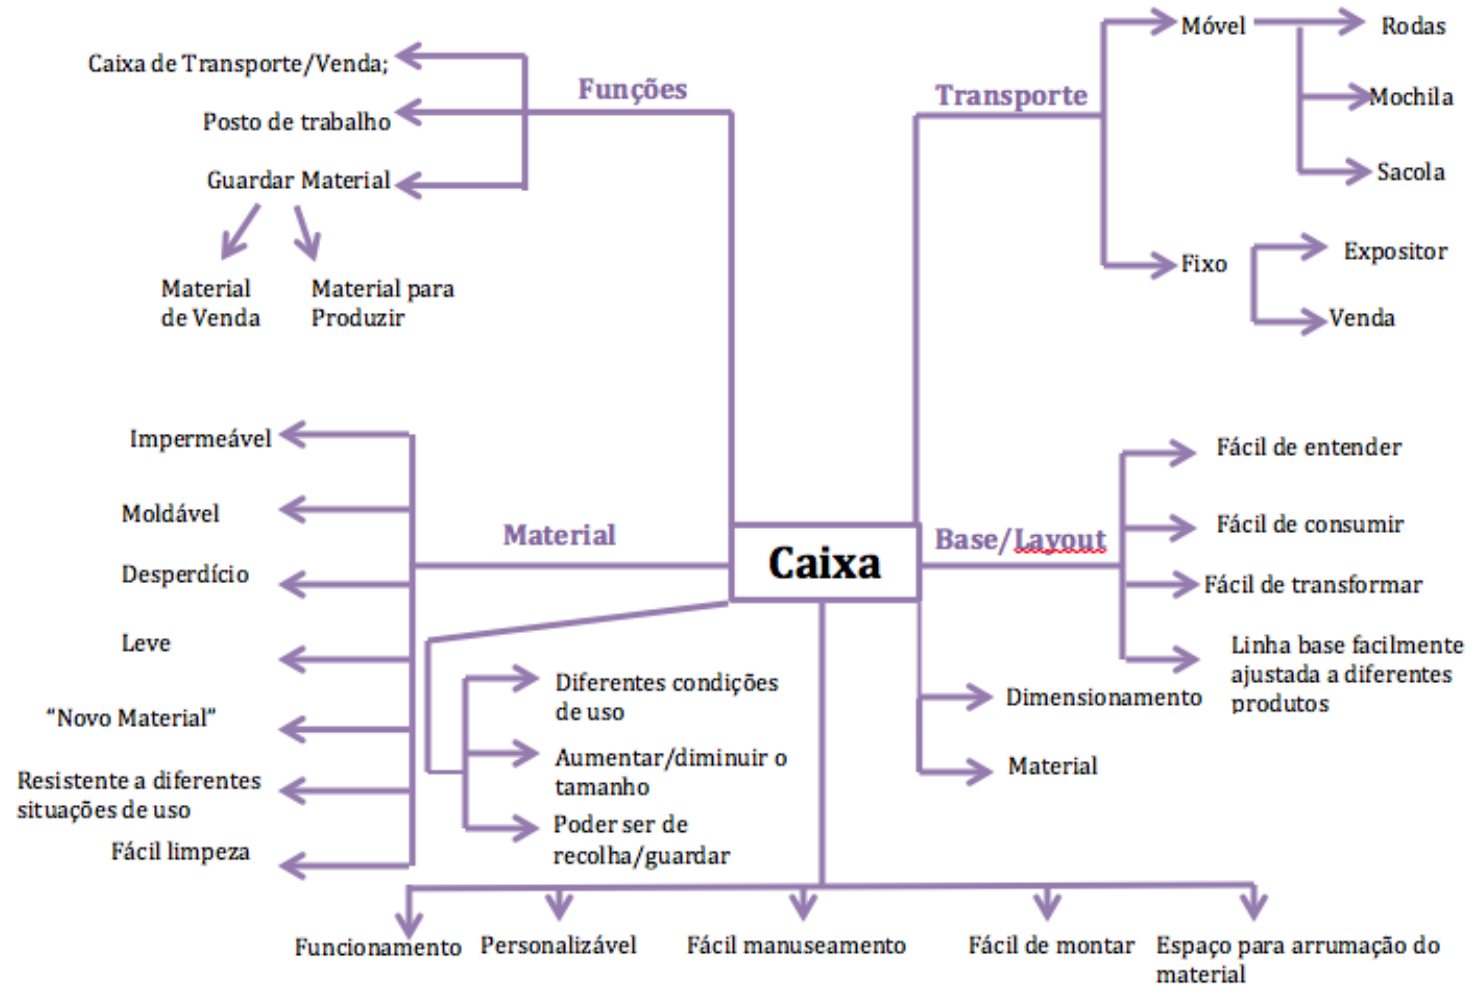 Funções
Caixa de Transporte/Venda;
Posto de trabalho
Guardar Material
Material
de Venda
Material para
Produzir
Transporte
Móvel
Rodas
Mochila
Sacola
Fixo
Expositor
Venda
Material
Impermeável
Moldável
Desperdício
Leve
“Novo Material”
Resistente a diferentes
situações de uso
Fácil limpeza
Caixa
Base/Layout
Fácil de entender
Fácil de consumir
Fácil de transformar
Linha base facilmente
ajustada a diferentes
produtos
Diferentes condições
de uso
Aumentar/diminuir o
tamanho
Poder ser de
recolha/guardar
Dimensionamento
Material
Funcionamento
Personalizável
Fácil manuseamento
Fácil de montar
Espaço para arrumação do
material